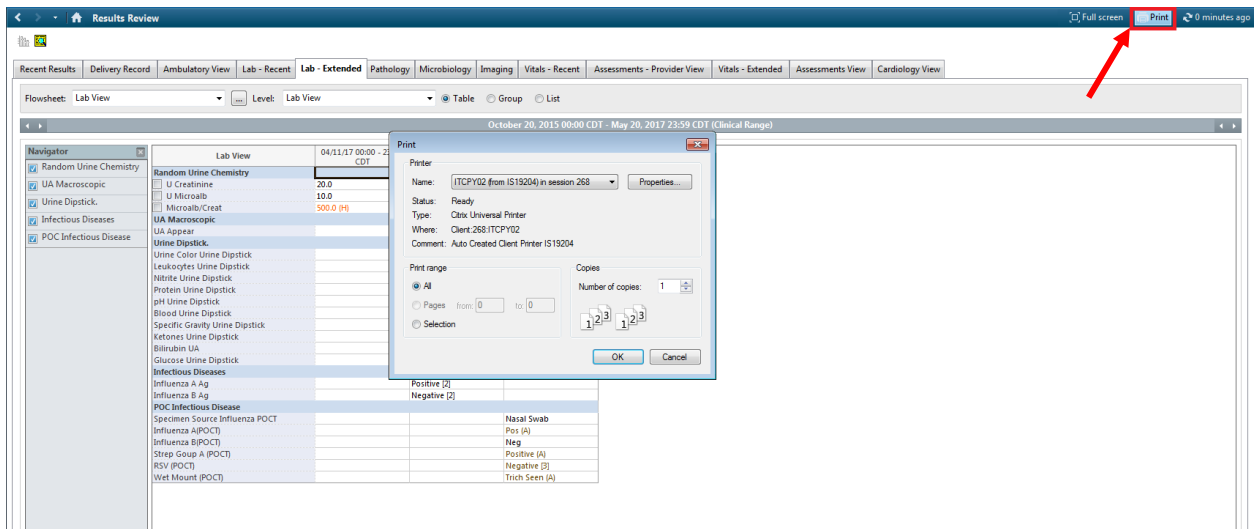 Results Review
Full screen Print 0 minutes ago
Recent Results Delivery Record Ambulatory View Lab - Recent Lab - Extended Pathology Microbiology Imaging Vitals - Recent Assessments - Provider View Vitals - Extended Assessments View Cardiology View
Flowsheet: Lab View ... Level: Lab View Table Group List
October 20, 2015 00:00 CDT - May 20, 2017 23:59 CDT (Clinical Range)
Navigator
Random Urine Chemistry
UA Macroscopic
Urine Dipstick.
Infectious Diseases
POC Infectious Disease
Lab View 04/11/17 00:00 - 2
CDT
Random Urine Chemistry
U Creatinine 20.0
U Microalb 10.0
Microalb/Creat 500.0 (H)
UA Macroscopic
UA Appear
Urine Dipstick.
Urine Color Urine Dipstick
Leukocytes Urine Dipstick
Nitrite Urine Dipstick
Protein Urine Dipstick
pH Urine Dipstick
Blood Urine Dipstick
Specific Gravity Urine Dipstick
Ketones Urine Dipstick
Bilirubin UA
Glucose Urine Dipstick
Infectious Diseases
Influenza A Ag Positive [2]
Influenza B Ag Negative [2]
POC Infectious Disease
Specimen Source Influenza POCT Nasal Swab
Influenza A(POCT) Pos (A)
Influenza B(POCT) Neg
Strep Goup A (POCT) Positive (A)
RSV (POCT) Negative [3]
Wet Mount (POCT) Trich Seen (A)
Print
Printer
Name: ITCPY02 (from IS19204) in session 268 Properties...
Status: Ready
Type: Citrix Universal Printer
Where: Client:268:ITCPY02
Comment: Auto Created Client Printer IS19204
Print range
All
Pages from: 0 to: 0
Selection
Copies
Number of copies: 1
1 2 3 1 2 3
OK Cancel